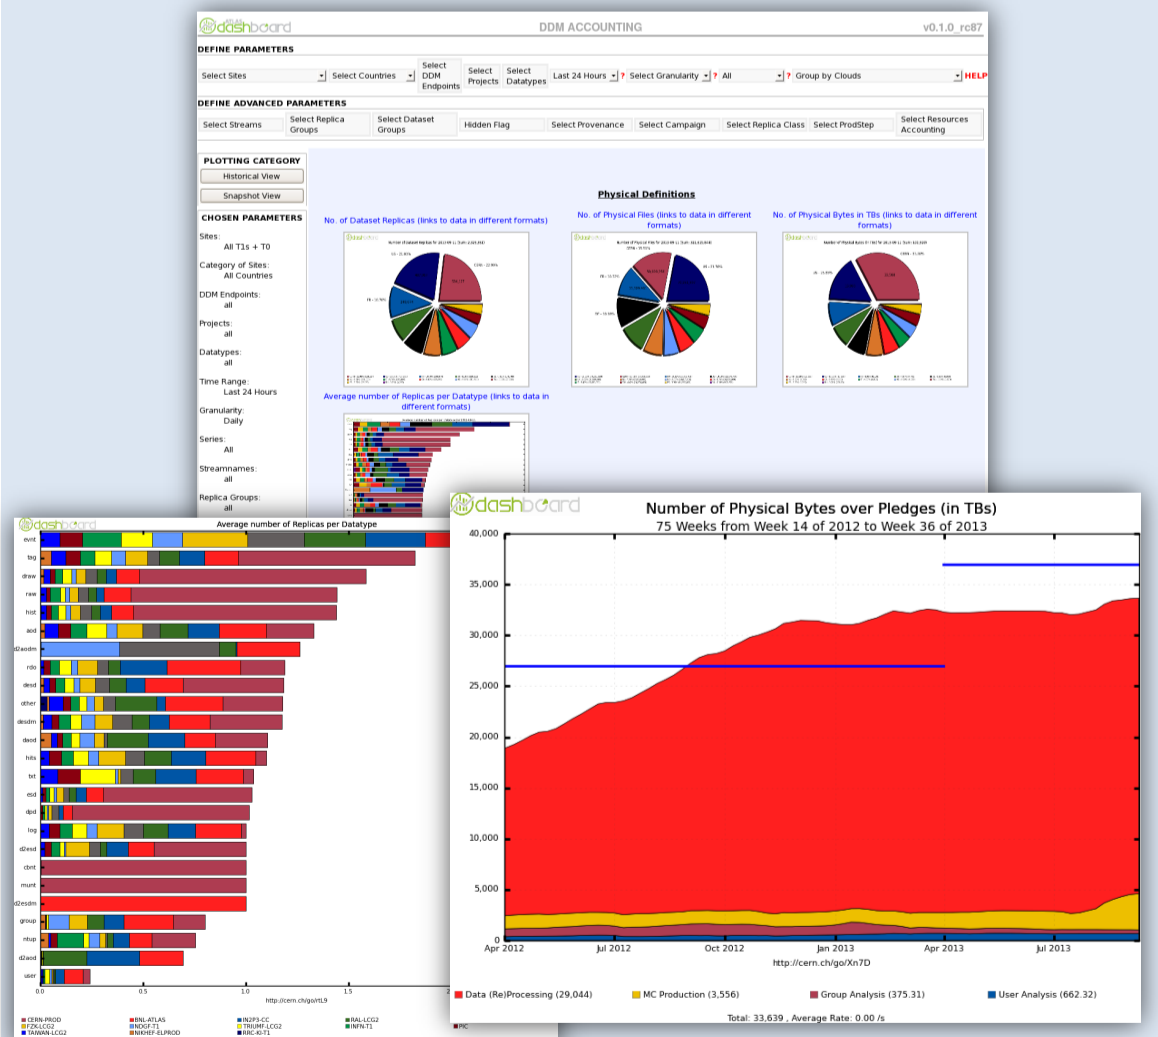 ATLAS
dashboard
DDM ACCOUNTING
v0.1.0_rc87
DEFINE PARAMETERS
Select Sites
Select Countries
Select DDM Endpoints
Select Projects
Select Datatypes
Last 24 Hours
?
Select Granularity
?
All
?
Group by Clouds
HELP
DEFINE ADVANCED PARAMETERS
Select Streams
Select Replica Groups
Select Dataset Groups
Hidden Flag
Select Provenance
Select Campaign
Select Replica Class
Select ProdStep
Select Resources Accounting
PLOTTING CATEGORY
Historical View
Snapshot View
CHOSEN PARAMETERS
Sites:
All T1s + T0
Category of Sites:
All Countries
DDM Endpoints:
all
Projects:
all
Datatypes:
all
Time Range:
Last 24 Hours
Granularity:
Daily
Series:
All
Streamnames:
all
Replica Groups:
all
Physical Definitions
No. of Dataset Replicas (links to data in different formats)
No. of Physical Files (links to data in different
formats)
No. of Physical Bytes in TBs (links to data in different
formats)
Average number of Replicas per Datatype (links to data in
different formats)
dashboard
Average number of Replicas per Datatype
evnt
tag
draw
raw
hist
aod
d2aodm
rdo
desd
other
desdm
daod
hits
txt
esd
dpd
log
d2esd
cbnt
munt
d2esdm
group
ntup
d2aod
user
0.0
0.5
1.0
1.5
http://cern.ch/go/rtL9
CERN-PROD
BNL-ATLAS
IN2P3-CC
RAL-LCG2
FZK-LCG2
NDGF-T1
TRIUMF-LCG2
INFN-T1
PIC
TAIWAN-LCG2
NIKHEF-ELPROD
RRC-KI-T1
dashboard
Number of Physical Bytes over Pledges (in TBs)
75 Weeks from Week 14 of 2012 to Week 36 of 2013
40,000
35,000
30,000
25,000
20,000
15,000
10,000
5,000
0
Apr 2012
Jul 2012
Oct 2012
Jan 2013
Apr 2013
Jul 2013
http://cern.ch/go/Xn7D
Data (Re)Processing (29,044)
MC Production (3,556)
Group Analysis (375.31)
User Analysis (662.32)
Total: 33,639 , Average Rate: 0.00 /s